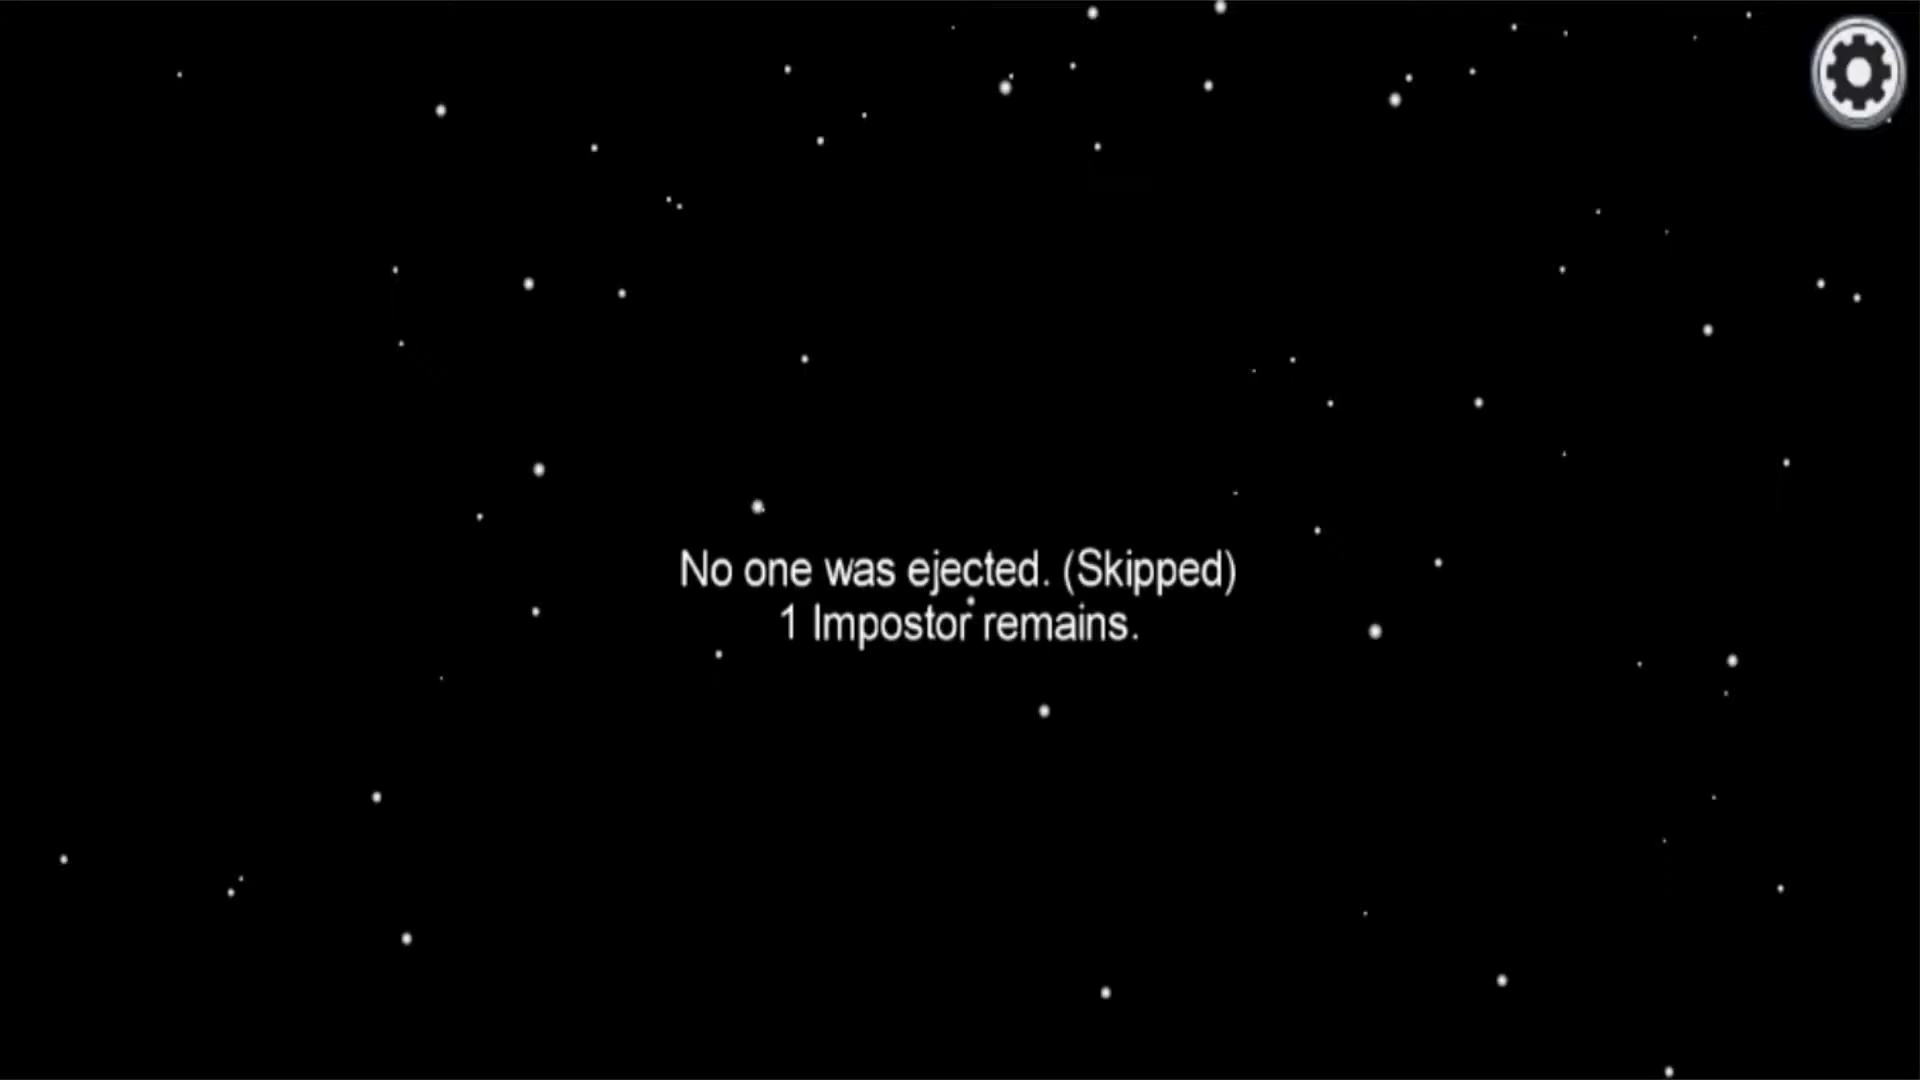 No one was ejected. (Skipped)
1 Impostor remains.